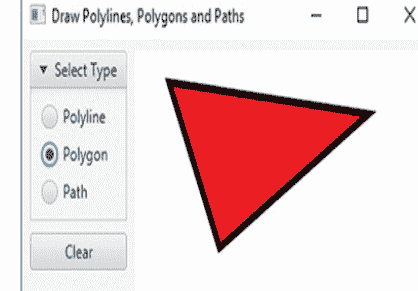 Draw Polylines, Polygons and Paths
Select Type
Polyline
Polygon
Path
Clear